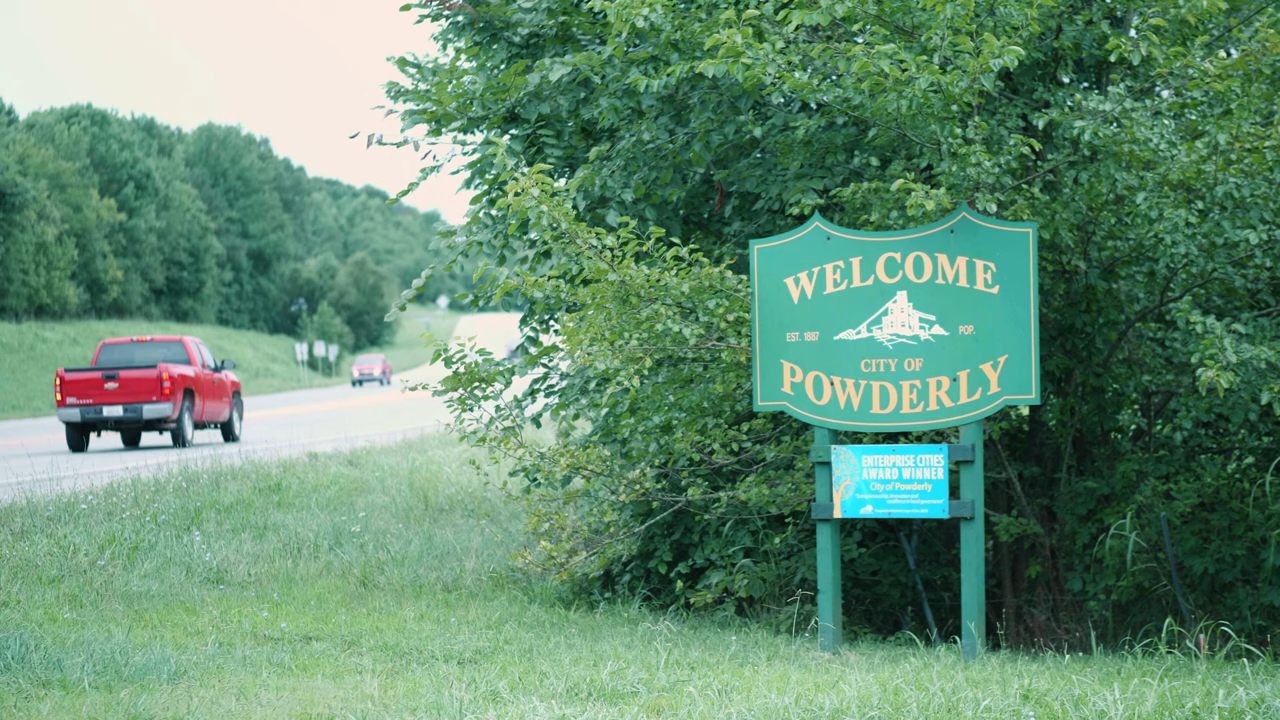 WELCOME
EST. 1887
POP.
CITY OF
POWDERLY
ENTERPRISE CITIES
AWARD WINNER
City of Powderly